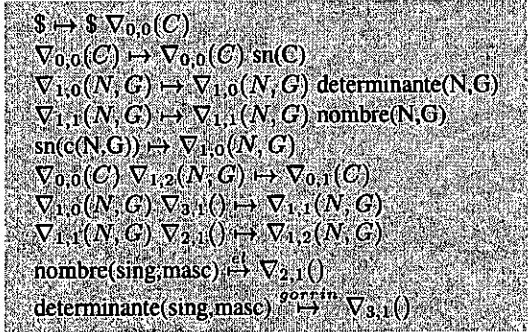 $ ↦ $ ∇₀,₀(C)
∇₀,₀(C) ↦ ∇₀,₀(C) sn(C)
∇₁,₀(N, G) ↦ ∇₁,₀(N, G) determinante(N,G)
∇₁,₁(N, G) ↦ ∇₁,₁(N, G) nombre(N,G)
sn(c(N,G)) ↦ ∇₁,₀(N, G)
∇₀,₀(C) ∇₁,₂(N, G) ↦ ∇₀,₁(C)
∇₁,₀(N, G) ∇₃,₁() ↦ ∇₁,₁(N, G)
∇₁,₁(N, G) ∇₂,₁() ↦ ∇₁,₂(N, G)
nombre(sing,masc) ↦ᵉˡ ∇₂,₁()
determinante(sing,masc) ↦ᵍᵒʳʳⁱⁿ ∇₃,₁()